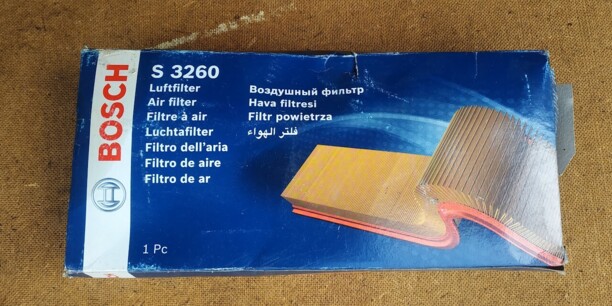 BOSCH
S 3260
Luftfilter
Air filter
Filtre à air
Luchtafilter
Filtro dell'aria
Filtro de aire
Filtro de ar
Воздушный фильтр
Hava filtresi
Filtr powietrza
فلتر الهواء
1 Pc